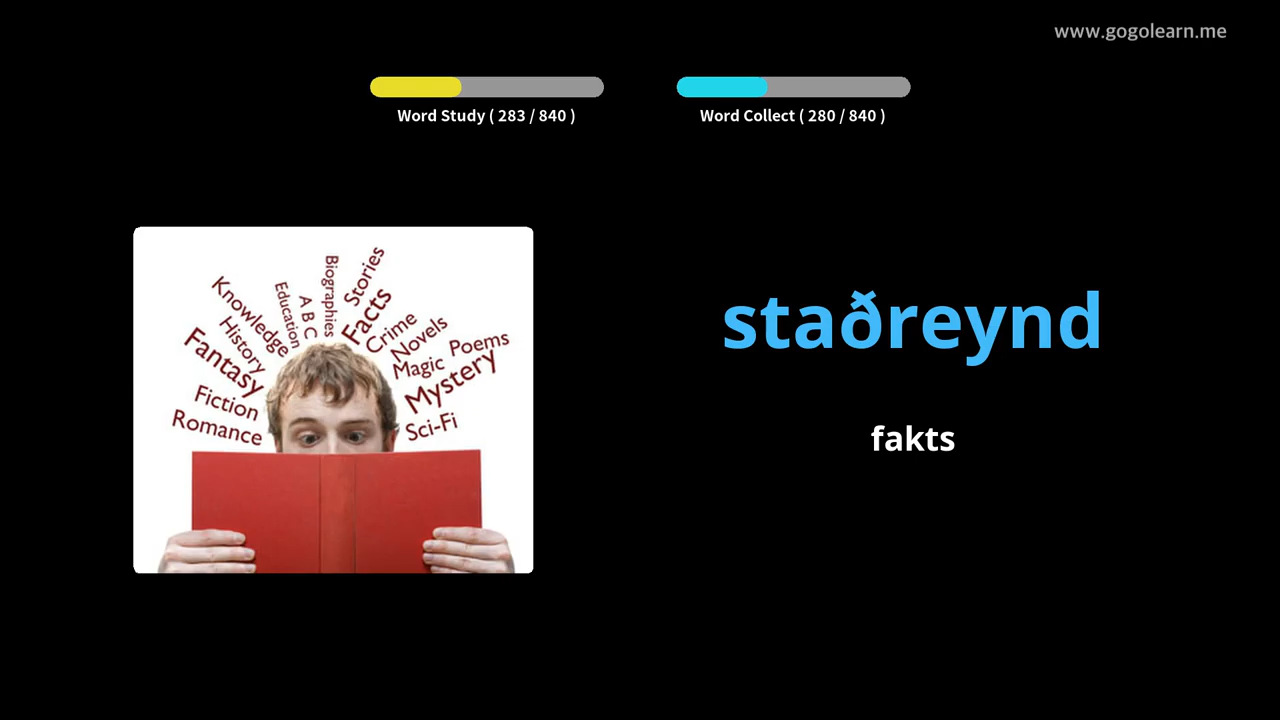 www.gogolearn.me
Word Study ( 283 / 840 )
Word Collect ( 280 / 840 )
Biographies
Stories
Knowledge
Education
A B C
Facts
History
Crime
Novels
Fantasy
Magic
Poems
Mystery
Fiction
Romance
Sci-Fi
staðreynd
fakts